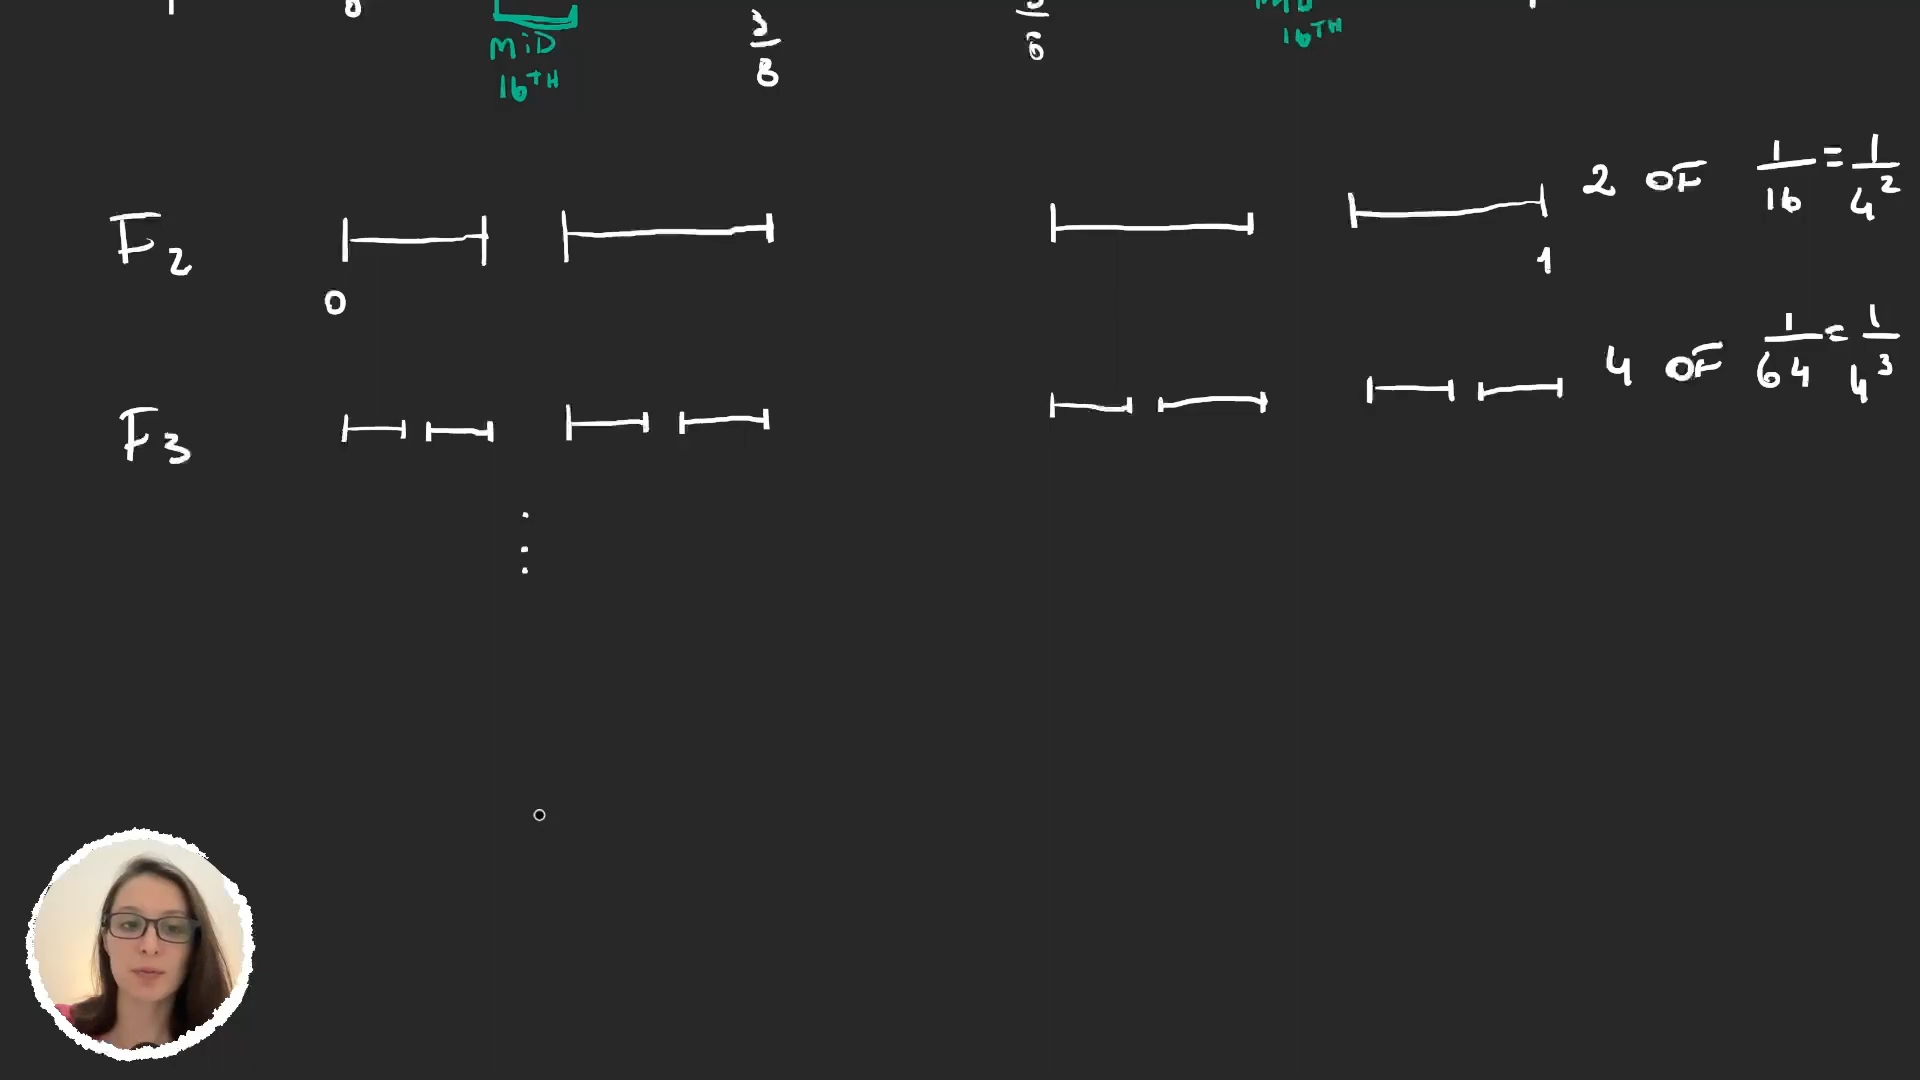 MiD
16TH
3/8
16TH
F2
0
1
2 OF 1/16 = 1/4²
F3
4 OF 1/64 = 1/4³